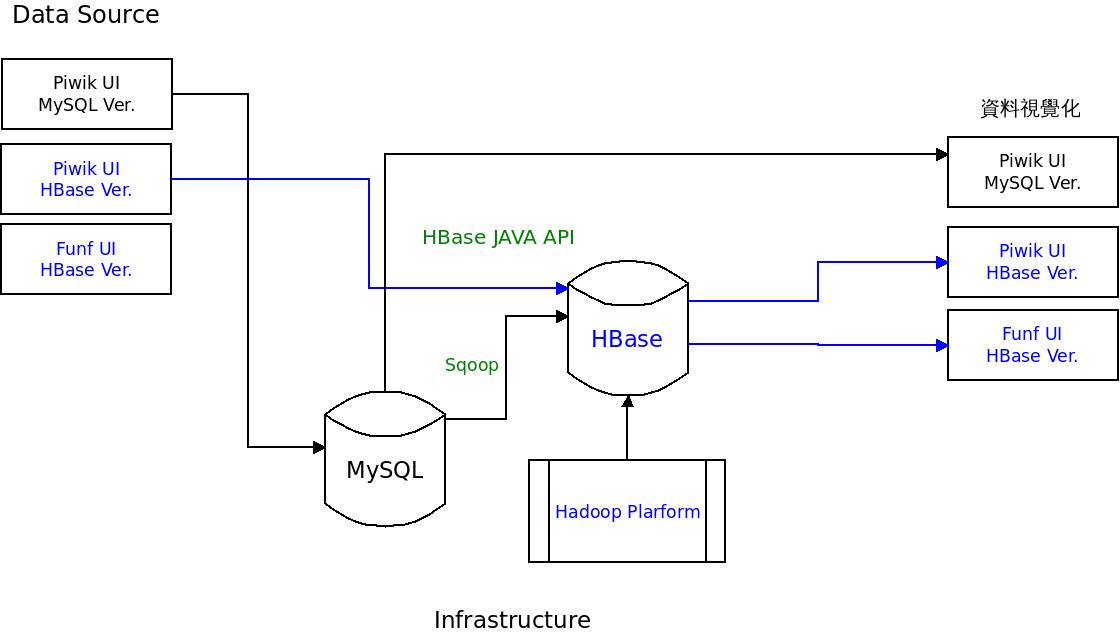 Data Source
Piwik UI
MySQL Ver.
Piwik UI
HBase Ver.
Funf UI
HBase Ver.
HBase JAVA API
Sqoop
MySQL
HBase
Hadoop Plarform
Infrastructure
資料視覺化
Piwik UI
MySQL Ver.
Piwik UI
HBase Ver.
Funf UI
HBase Ver.